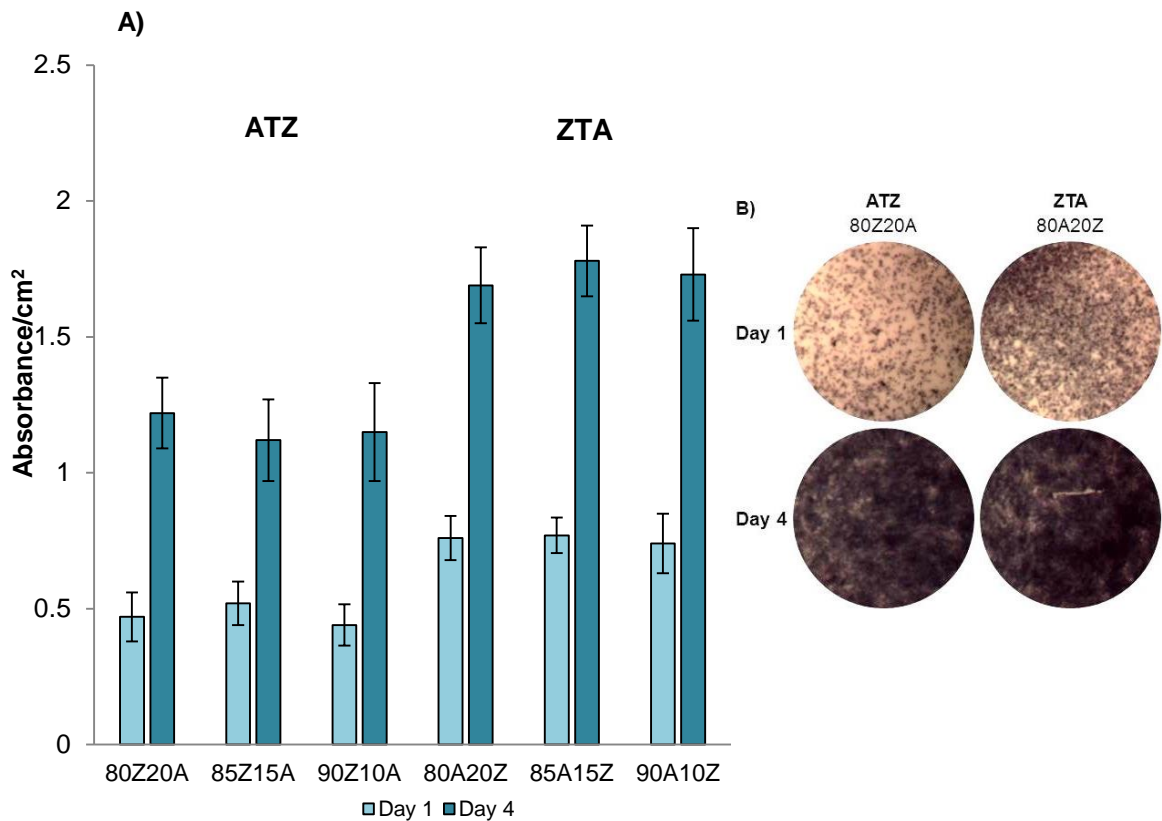 A)
2.5
2
1.5
1
0.5
0
Absorbance/cm²
ATZ
ZTA
80Z20A 85Z15A 90Z10A 80A20Z 85A15Z 90A10Z
Day 1 Day 4
B)
ATZ
80Z20A
ZTA
80A20Z
Day 1
Day 4